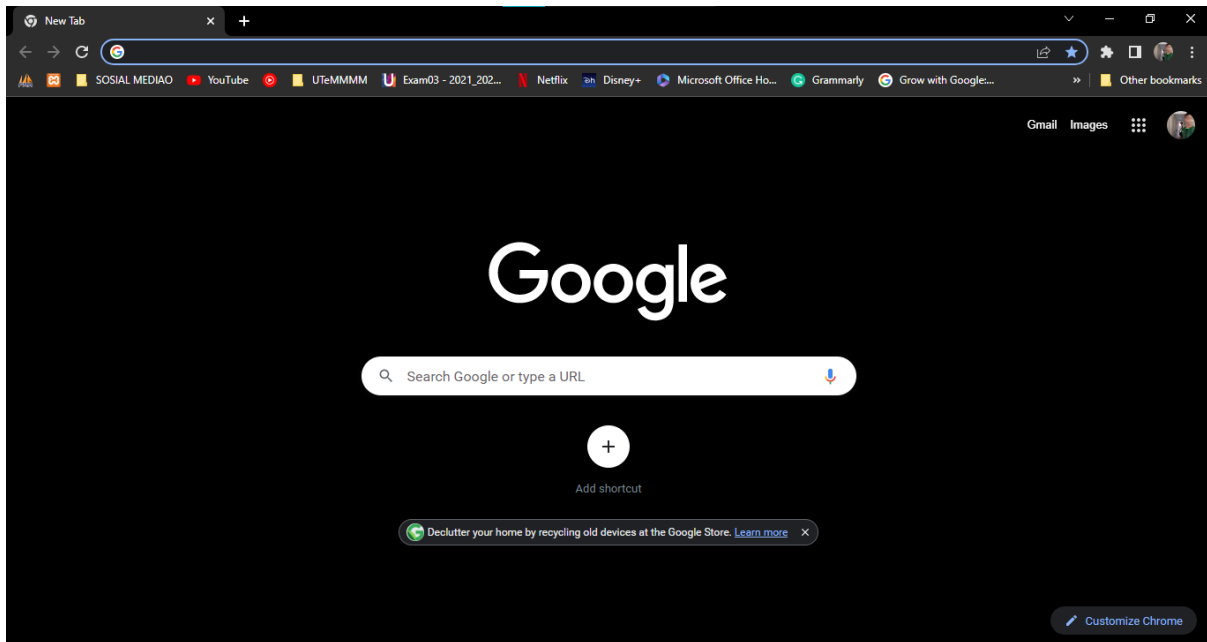 New Tab
SOSIAL MEDIAO YouTube UTeMMMM Exam03 - 2021_202... Netflix Disney+ Microsoft Office Ho... Grammarly Grow with Google:... » Other bookmarks
Gmail Images
Google
Search Google or type a URL
Add shortcut
Declutter your home by recycling old devices at the Google Store. Learn more
Customize Chrome